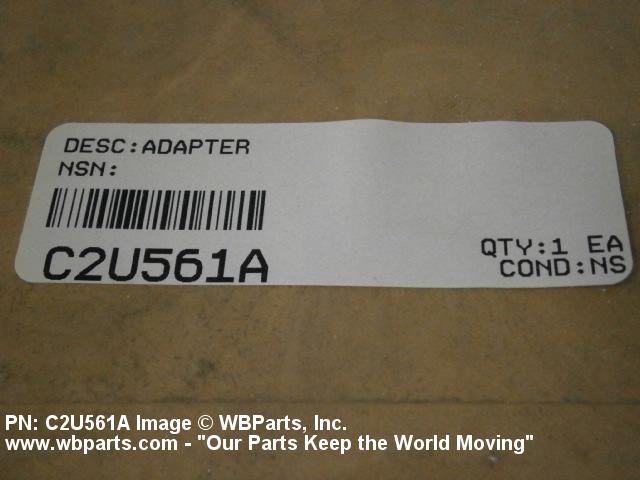 DESC:ADAPTER
NSN:
C2U561A
QTY:1 EA
COND:NS
PN: C2U561A Image © WBParts, Inc.
www.wbparts.com - "Our Parts Keep the World Moving"